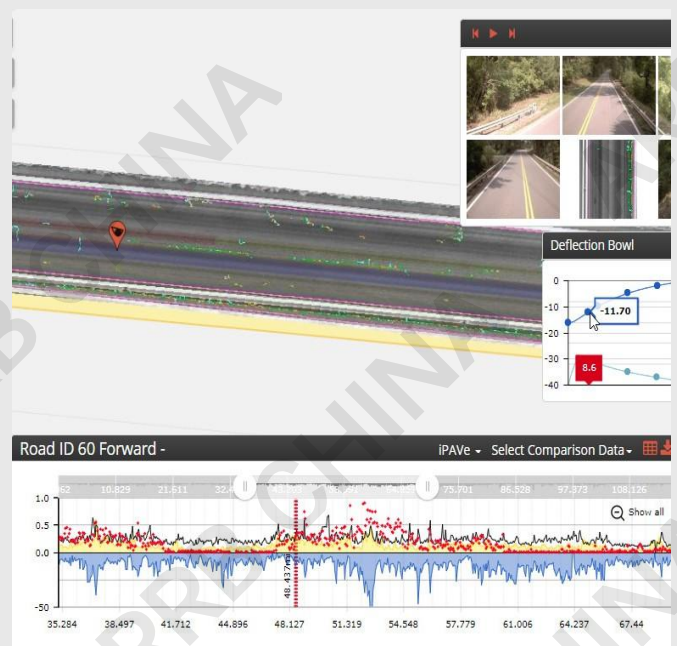 Deflection Bowl
0
-10
-11.70
-20
-30
8.6
-40
Road ID 60 Forward -
iPAVe
Select Comparison Data
10.829 21.611 75.701 86.528 97.373 108.126
Show all
1.0
0.5
0.0
-50
48.437mi
35.284 38.497 41.712 44.896 48.127 51.319 54.548 57.779 61.006 64.237 67.44
PRB CHINA